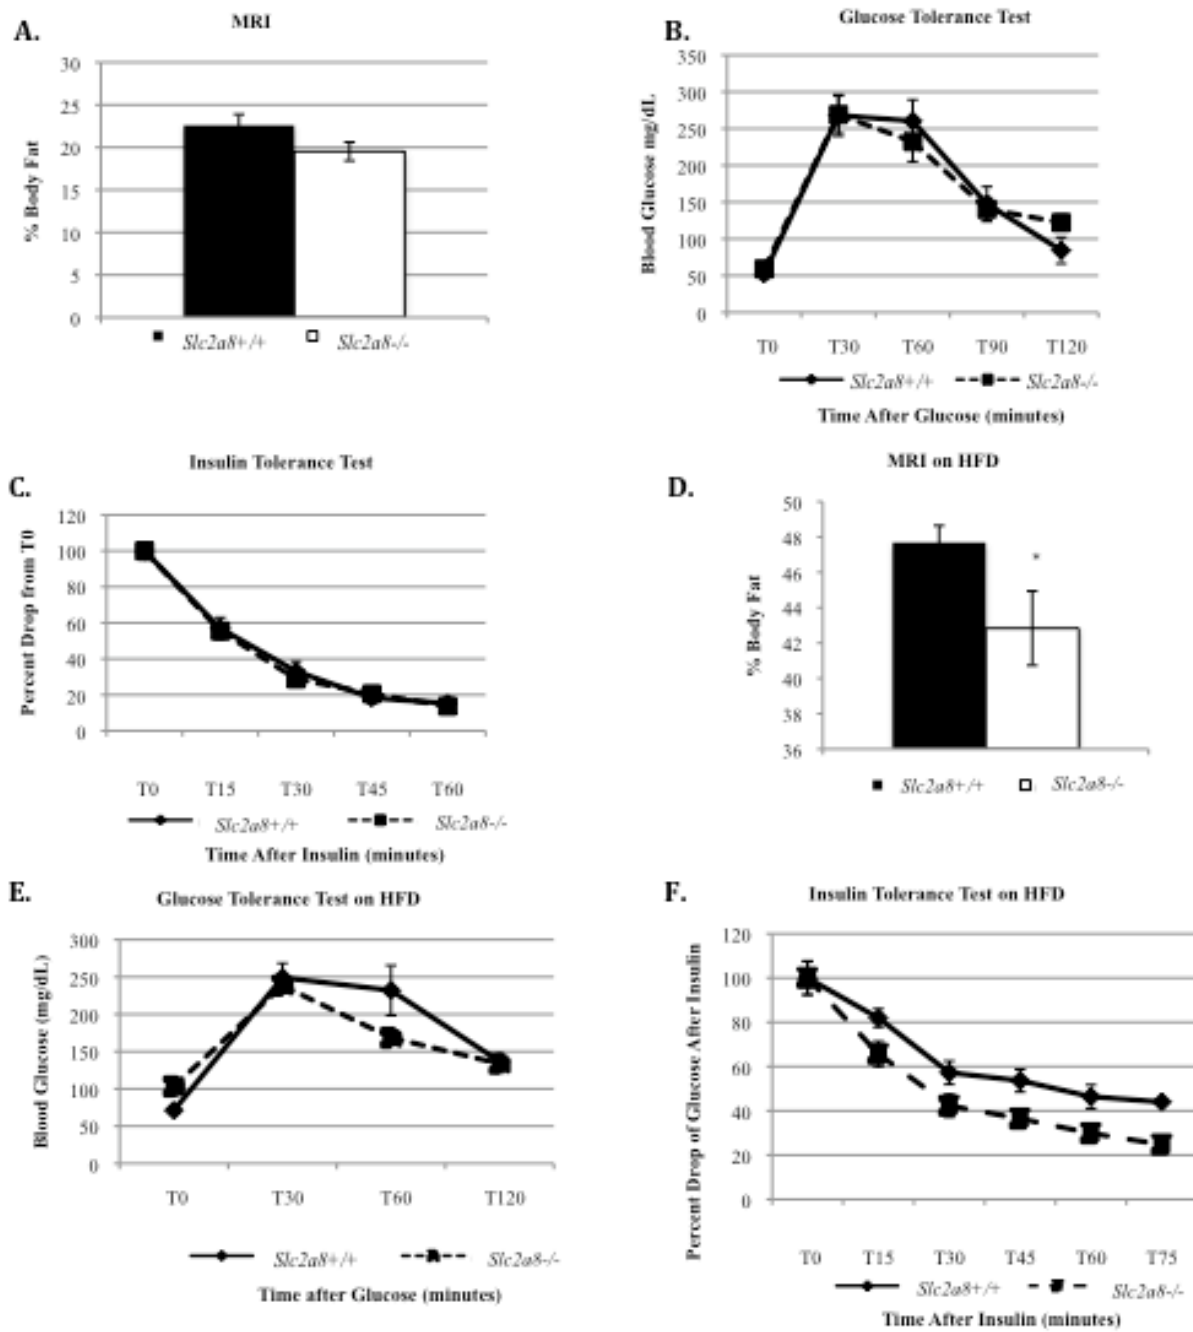 A.
MRI
30
25
20
15
10
5
0
% Body Fat
Slc2a8+/+ Slc2a8-/-
B.
Glucose Tolerance Test
350
300
250
200
150
100
50
0
Blood Glucose mg/dL
T0 T30 T60 T90 T120
Slc2a8+/+ Slc2a8-/-
Time After Glucose (minutes)
C.
Insulin Tolerance Test
120
100
80
60
40
20
0
Percent Drop from T0
T0 T15 T30 T45 T60
Slc2a8+/+ Slc2a8-/-
Time After Insulin (minutes)
D.
MRI on HFD
50
48
46
44
42
40
38
36
% Body Fat
*
Slc2a8+/+ Slc2a8-/-
E.
Glucose Tolerance Test on HFD
300
250
200
150
100
50
0
Blood Glucose (mg/dL)
T0 T30 T60 T120
Slc2a8+/+ Slc2a8-/-
Time after Glucose (minutes)
F.
Insulin Tolerance Test on HFD
120
100
80
60
40
20
0
Percent Drop of Glucose After Insulin
T0 T15 T30 T45 T60 T75
Slc2a8+/+ Slc2a8-/-
Time After Insulin (minutes)